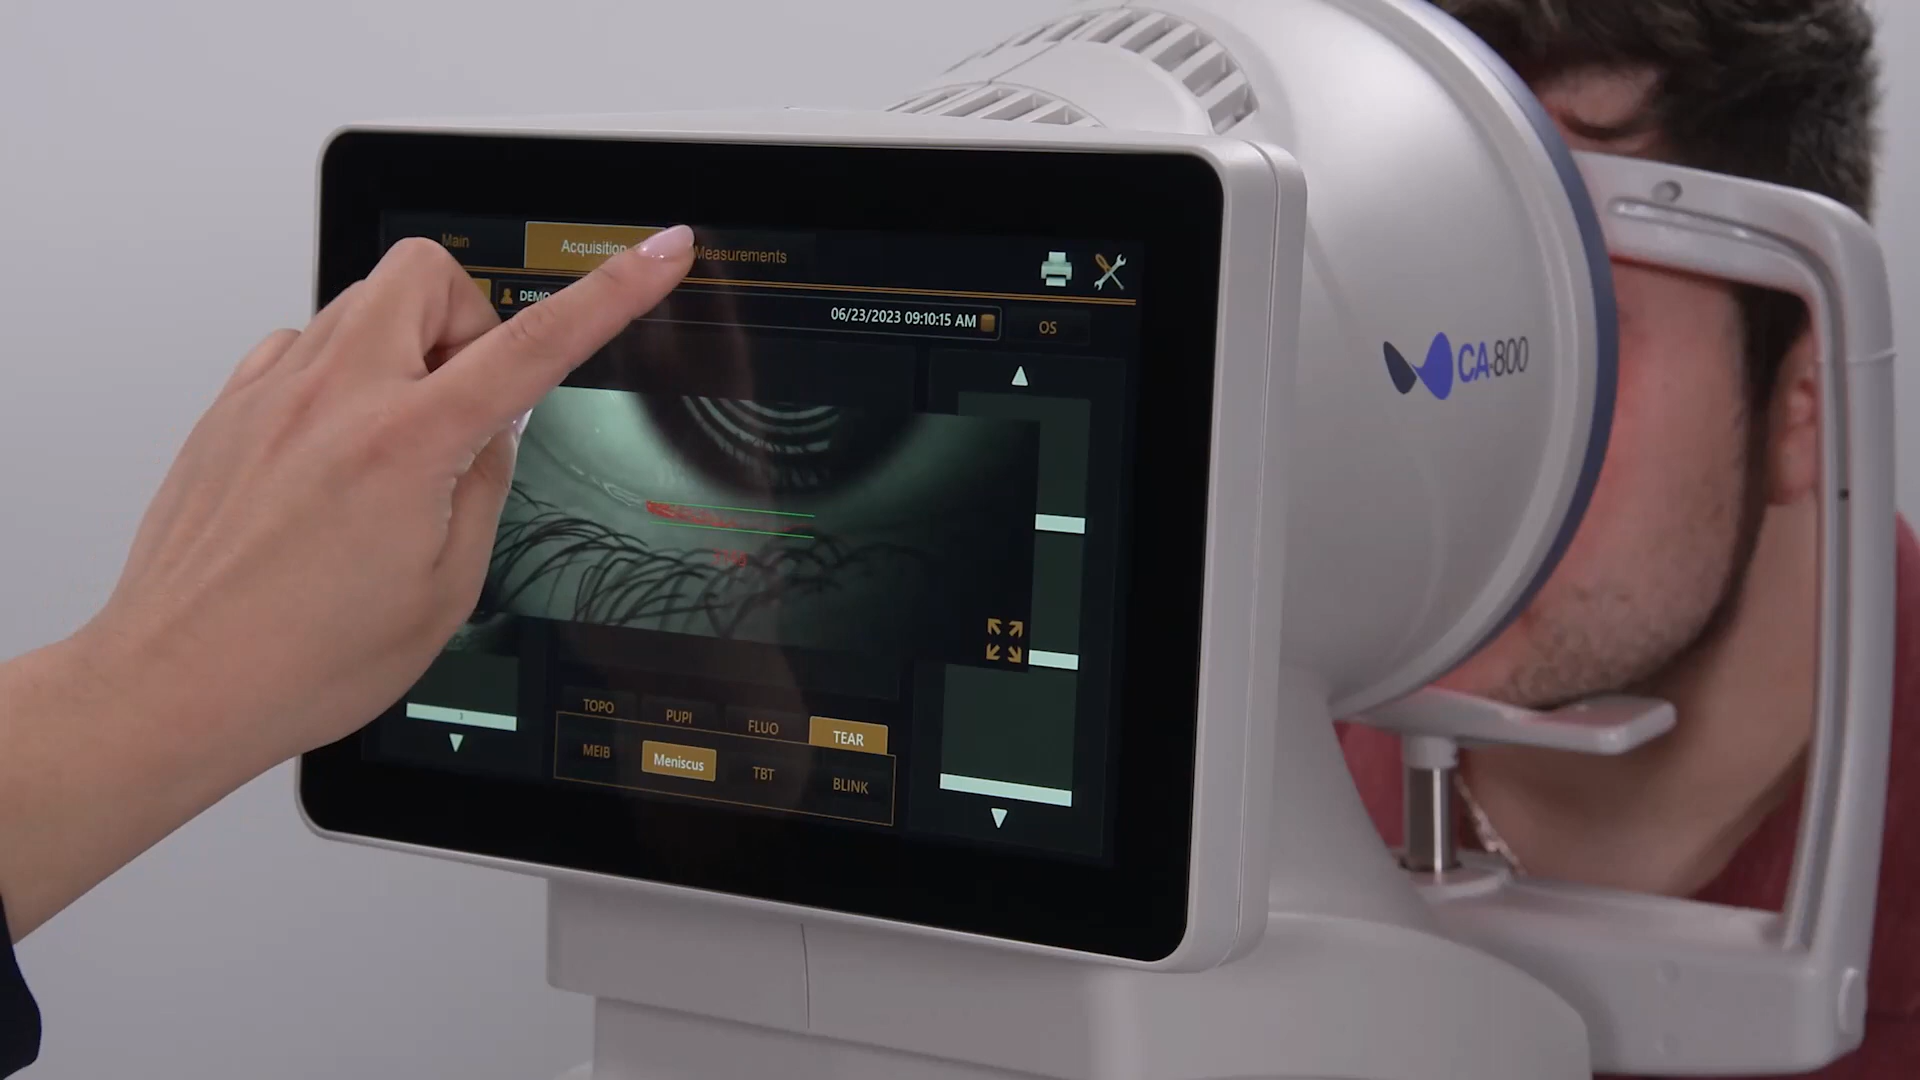 Main Acquisition Measurements
DEMO
06/23/2023 09:10:15 AM OS
TOPO PUPI FLUO TEAR
MEIB Meniscus TBT BLINK
CA-800